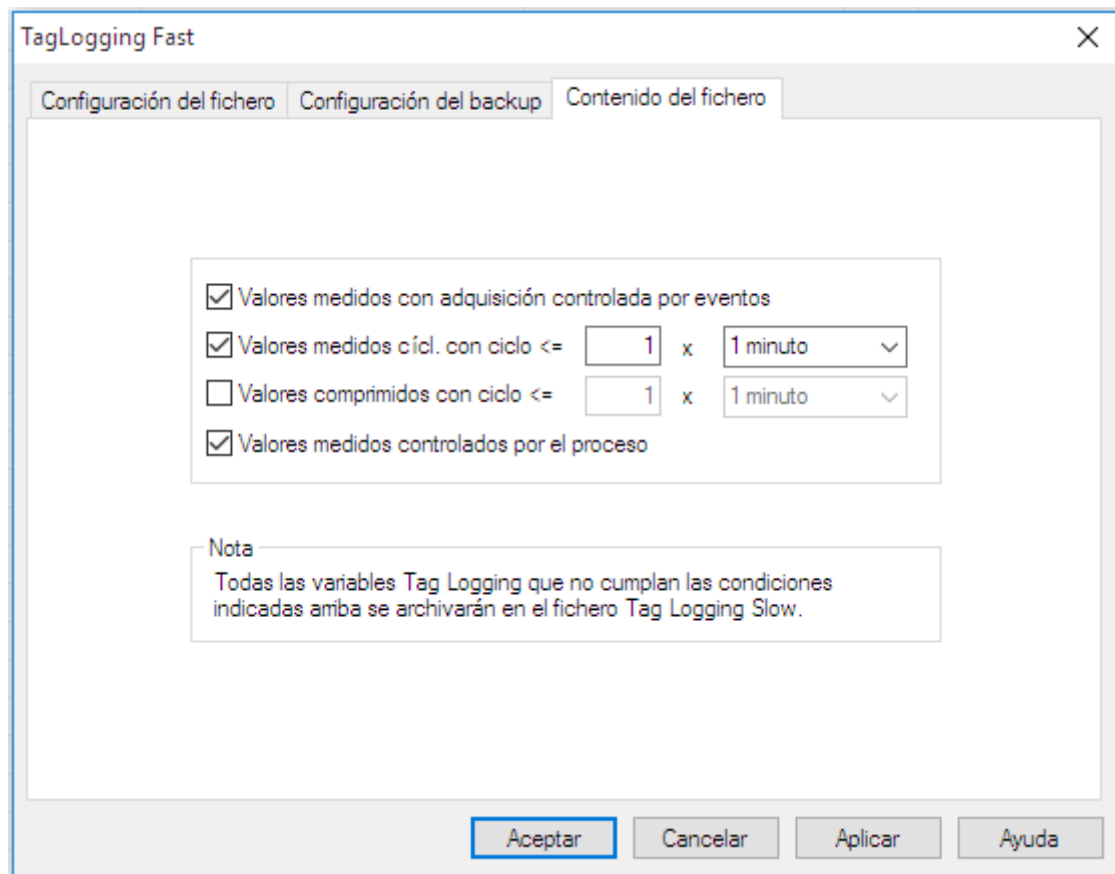 TagLogging Fast
Configuración del fichero Configuración del backup Contenido del fichero
Valores medidos con adquisición controlada por eventos
Valores medidos cícl. con ciclo <= 1 x 1 minuto
Valores comprimidos con ciclo <= 1 x 1 minuto
Valores medidos controlados por el proceso
Nota
Todas las variables Tag Logging que no cumplan las condiciones
indicadas arriba se archivarán en el fichero Tag Logging Slow.
Aceptar Cancelar Aplicar Ayuda